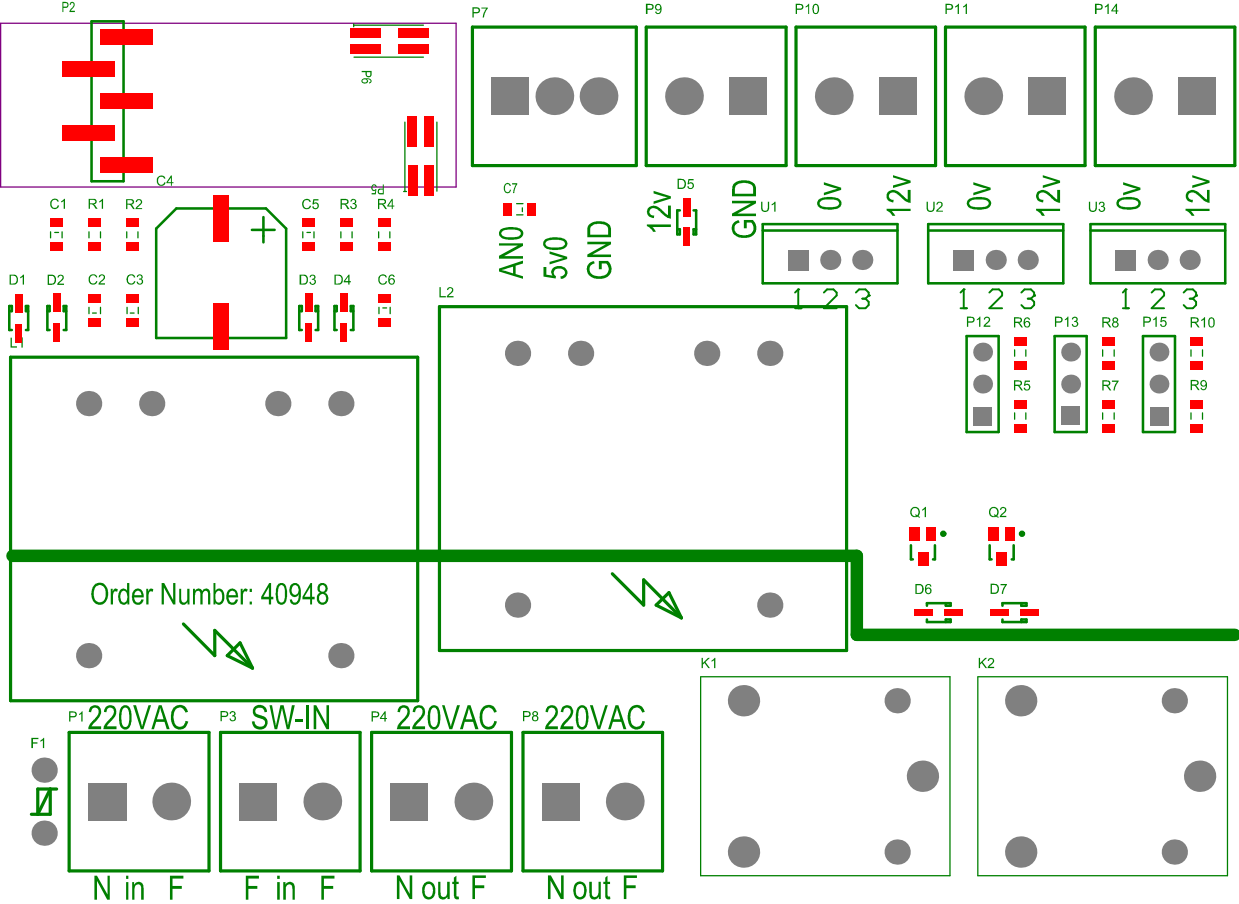 P2
P7
P9
P10
P11
P14
P6
P5
C4
C1 R1 R2
C5 R3 R4
C7
D5
12v
GND
AN0
5v0
GND
0v
12v
0v
12v
0v
12v
U1
U2
U3
1 2 3
1 2 3
1 2 3
D1 D2 C2 C3
D3 D4 C6
L2
L1
P12 R6 P13 R8 P15 R10
R5 R7 R9
Q1 Q2
D6 D7
Order Number: 40948
K1
K2
F1
P1 220VAC
P3 SW-IN
P4 220VAC
P8 220VAC
N in F
F in F
N out F
N out F